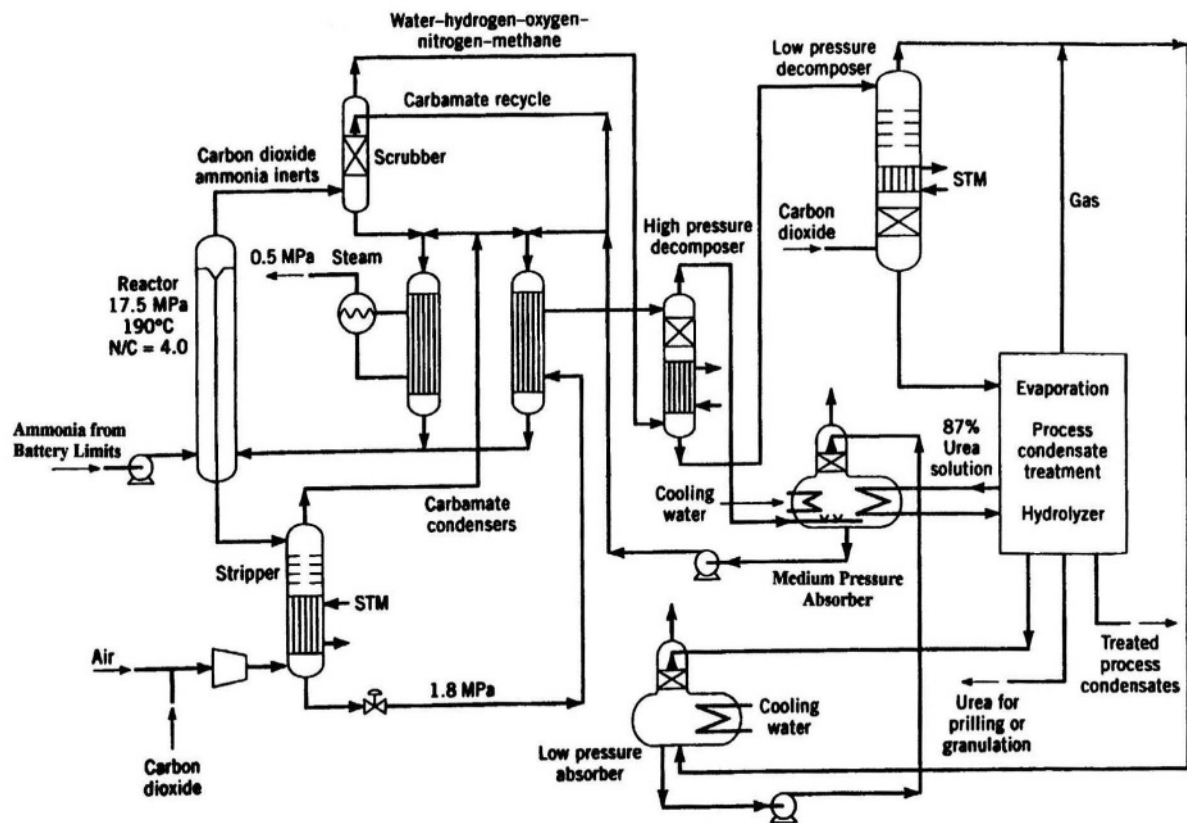 Water–hydrogen–oxygen–
nitrogen–methane
Low pressure
decomposer
Carbamate recycle
Scrubber
Carbon dioxide
ammonia inerts
STM
Gas
High pressure
decomposer
Carbon
dioxide
0.5 MPa
Steam
Reactor
17.5 MPa
190°C
N/C = 4.0
Evaporation
Process
condensate
treatment
Hydrolyzer
87%
Urea
solution
Ammonia from
Battery Limits
Cooling
water
Carbamate
condensers
Stripper
STM
Medium Pressure
Absorber
Air
1.8 MPa
Treated
process
condensates
Cooling
water
Urea for
prilling or
granulation
Low pressure
absorber
Carbon
dioxide